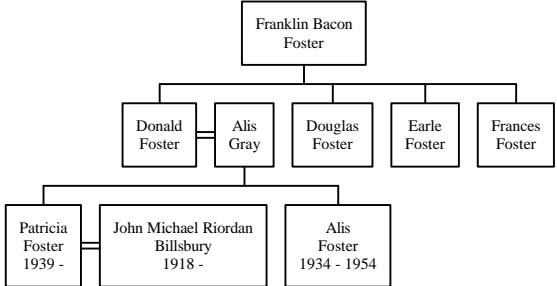 Franklin Bacon
Foster
Donald
Foster
Alis
Gray
Douglas
Foster
Earle
Foster
Frances
Foster
Patricia
Foster
1939 -
John Michael Riordan
Billsbury
1918 -
Alis
Foster
1934 - 1954